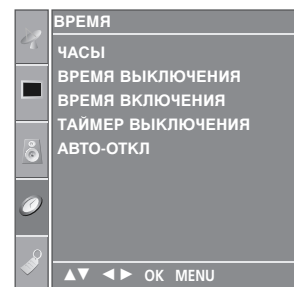 ВРЕМЯ
ЧАСЫ
ВРЕМЯ ВЫКЛЮЧЕНИЯ
ВРЕМЯ ВКЛЮЧЕНИЯ
ТАЙМЕР ВЫКЛЮЧЕНИЯ
АВТО-ОТКЛ
▲▼ ◄► OK MENU